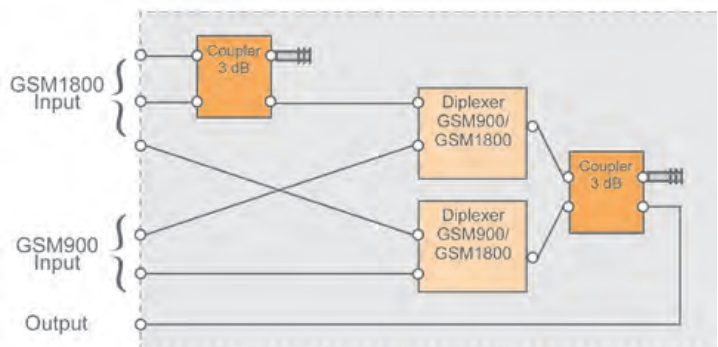 GSM1800
Input
Coupler
3 dB
Diplexer
GSM900/
GSM1800
Coupler
3 dB
Diplexer
GSM900/
GSM1800
GSM900
Input
Output